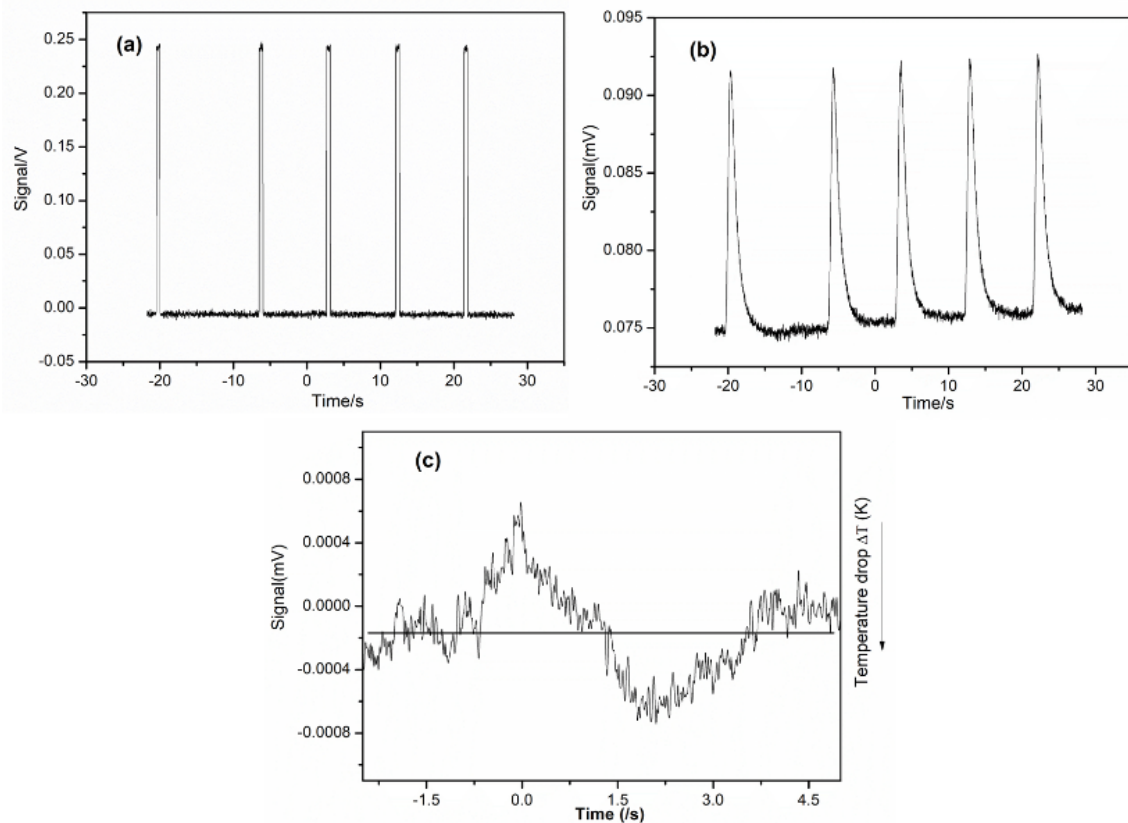 (a)
Signal/V
0.25
0.20
0.15
0.10
0.05
0.00
-0.05
-30 -20 -10 0 10 20 30
Time/s
(b)
Signal(mV)
0.095
0.090
0.085
0.080
0.075
-30 -20 -10 0 10 20 30
Time/s
(c)
Signal(mV)
0.0008
0.0004
0.0000
-0.0004
-0.0008
-1.5 0.0 1.5 3.0 4.5
Time (/s)
Temperature drop ΔT (K)